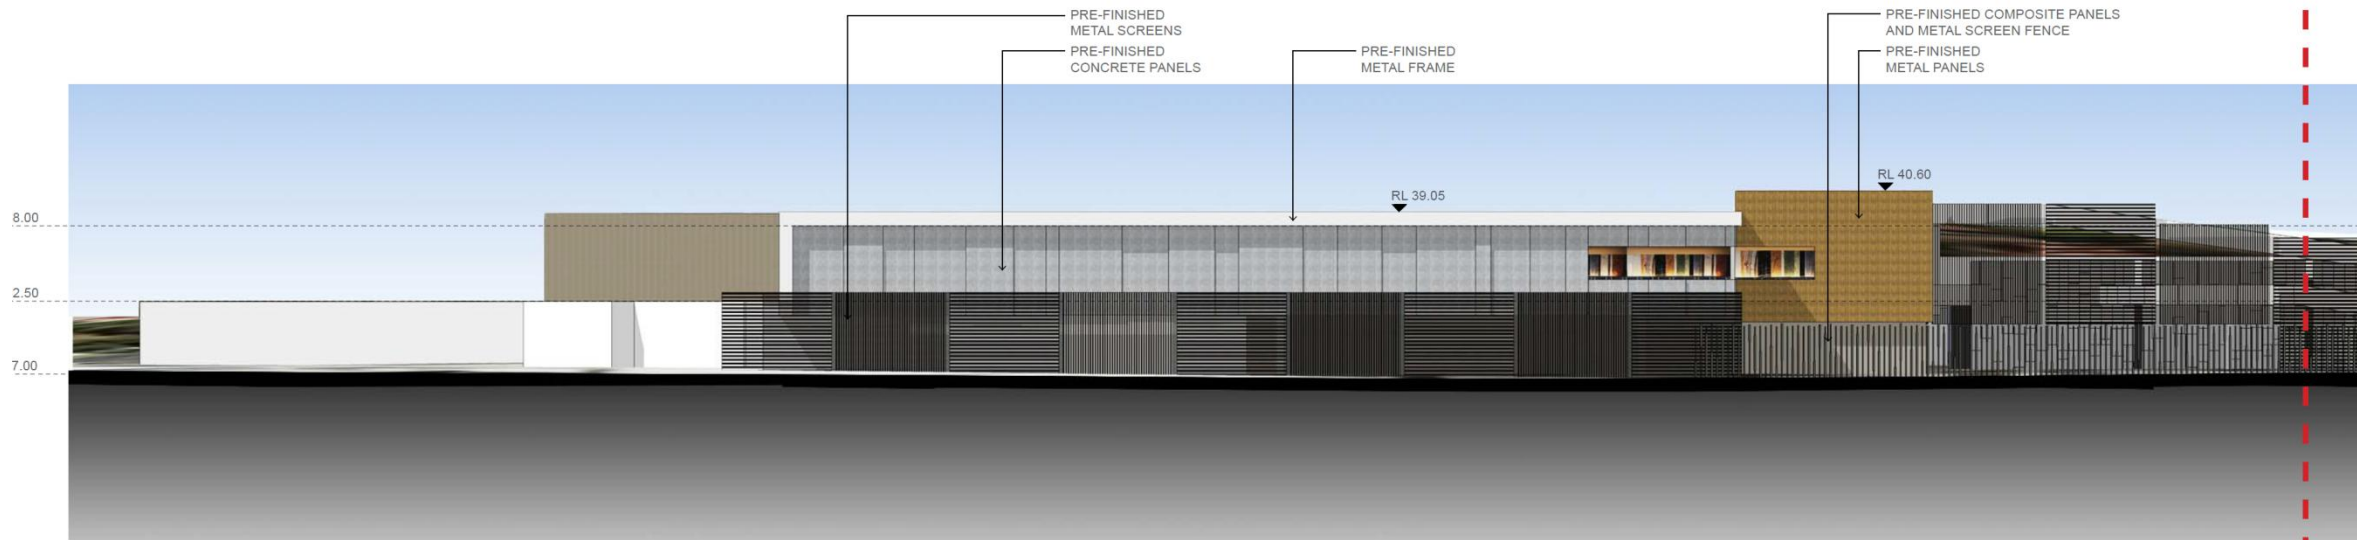 PRE-FINISHED
METAL SCREENS
PRE-FINISHED
CONCRETE PANELS
PRE-FINISHED
METAL FRAME
PRE-FINISHED COMPOSITE PANELS
AND METAL SCREEN FENCE
PRE-FINISHED
METAL PANELS
RL 40.60
RL 39.05
8.00
2.50
7.00